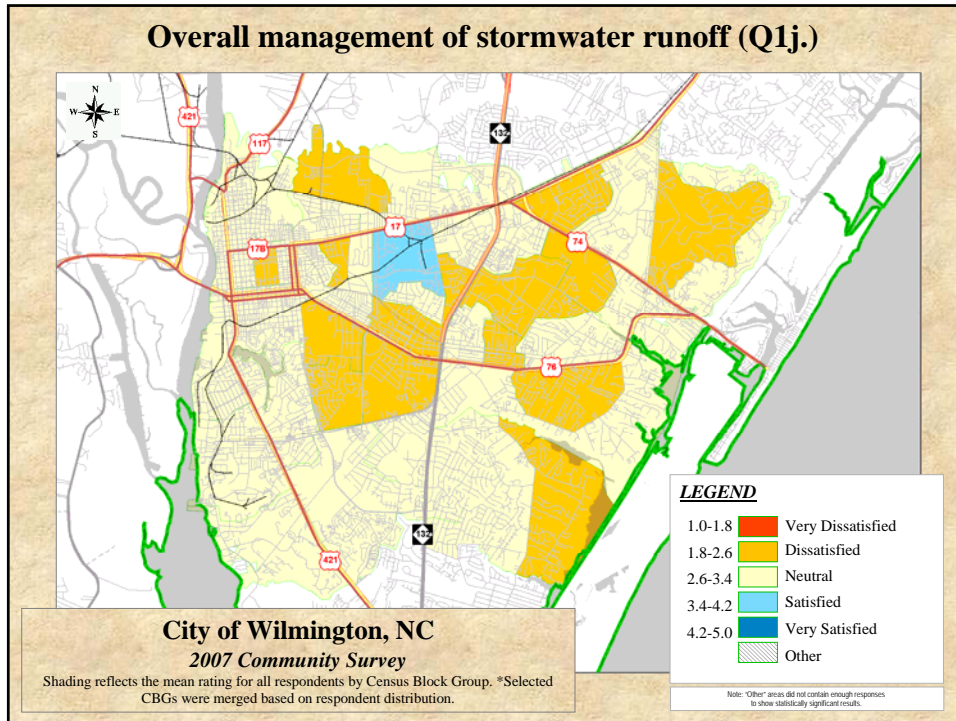 Overall management of stormwater runoff (Q1j.)
N
W
E
S
421
117
132
17
17B
74
76
132
421
LEGEND
1.0-1.8 Very Dissatisfied
1.8-2.6 Dissatisfied
2.6-3.4 Neutral
3.4-4.2 Satisfied
4.2-5.0 Very Satisfied
Other
City of Wilmington, NC
2007 Community Survey
Shading reflects the mean rating for all respondents by Census Block Group. *Selected
CBGs were merged based on respondent distribution.
Note: "Other" areas did not contain enough responses
to show statistically significant results.